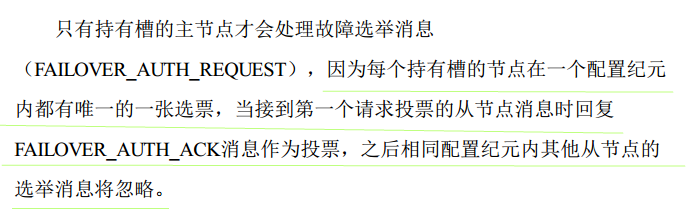 只有持有槽的主节点才会处理故障选举消息
（FAILOVER_AUTH_REQUEST），因为每个持有槽的节点在一个配置纪元
内都有唯一的一张选票，当接到第一个请求投票的从节点消息时回复
FAILOVER_AUTH_ACK消息作为投票，之后相同配置纪元内其他从节点的
选举消息将忽略。